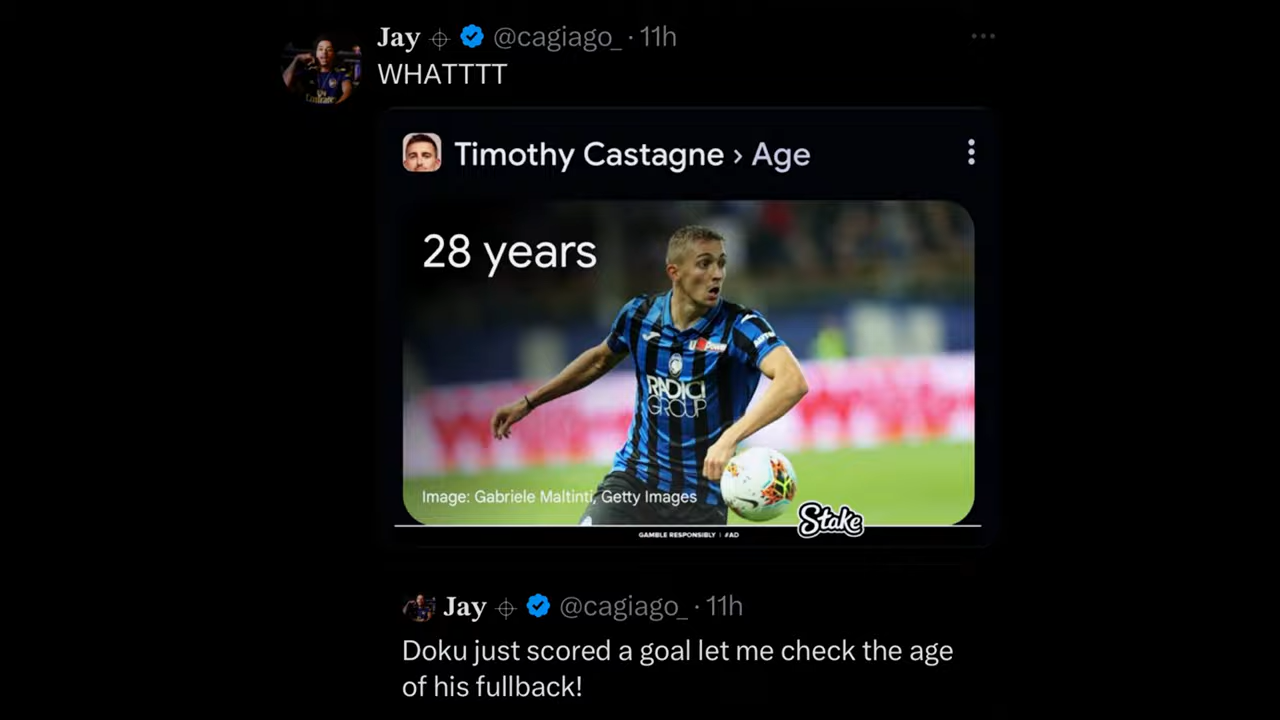 Jay @cagiago_ · 11h
WHATTTT
Timothy Castagne › Age
28 years
RADICI
GROUP
Image: Gabriele Maltinti, Getty Images
Stake
GAMBLE RESPONSIBLY | #AD
Jay @cagiago_ · 11h
Doku just scored a goal let me check the age
of his fullback!